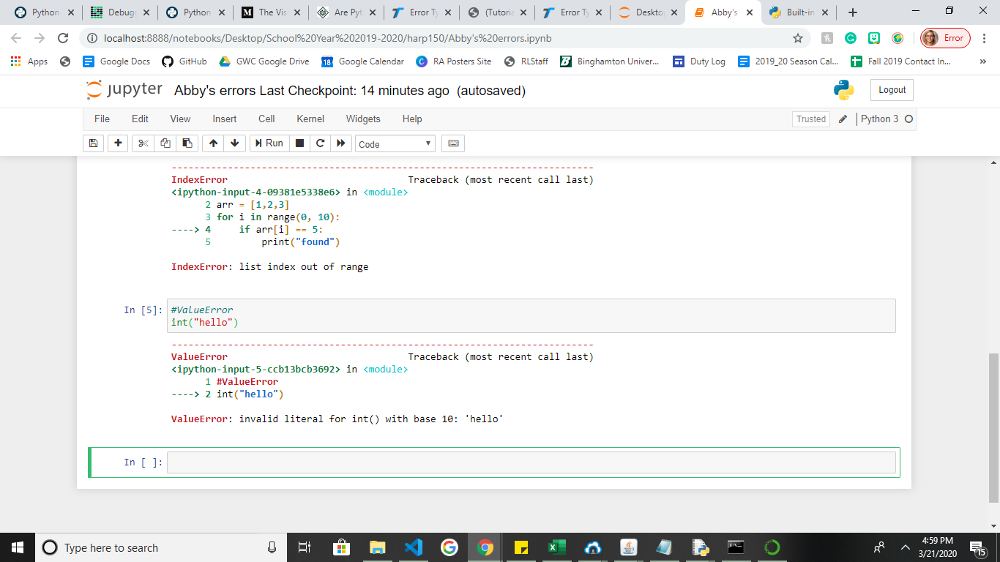 Python
Debug
Python
The Vis
Are Pyt
Error Ty
(Tutoria
Error Ty
Deskto
Abby's
Built-in
localhost:8888/notebooks/Desktop/School%20Year%202019-2020/harp150/Abby's%20errors.ipynb
Error
Apps
Google Docs
GitHub
GWC Google Drive
18
Google Calendar
RA Posters Site
RLStaff
Binghamton Univer...
Duty Log
2019_20 Season Cal...
Fall 2019 Contact In...
»
jupyter Abby's errors Last Checkpoint: 14 minutes ago (autosaved)
Logout
File Edit View Insert Cell Kernel Widgets Help
Trusted
Python 3
Run
Code
---------------------------------------------------------------------------
IndexError                                Traceback (most recent call last)
<ipython-input-4-09381e5338e6> in <module>
      2 arr = [1,2,3]
      3 for i in range(0, 10):
----> 4     if arr[i] == 5:
      5         print("found")
IndexError: list index out of range
In [5]: #ValueError
int("hello")
---------------------------------------------------------------------------
ValueError                                Traceback (most recent call last)
<ipython-input-5-ccb13bcb3692> in <module>
      1 #ValueError
----> 2 int("hello")
ValueError: invalid literal for int() with base 10: 'hello'
In [ ]:
Type here to search
4:59 PM
3/21/2020
15